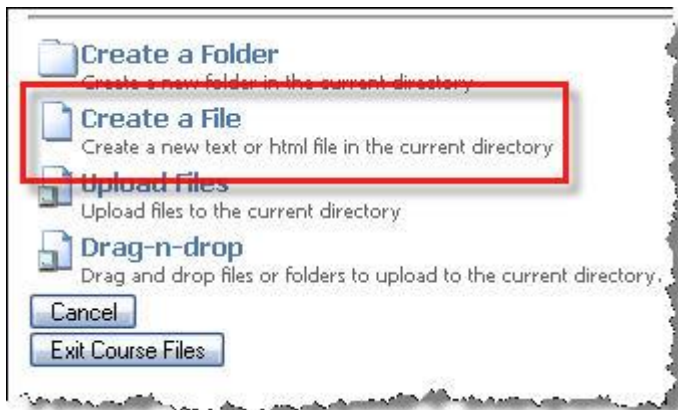 Create a Folder
Create a new folder in the current directory
Create a File
Create a new text or html file in the current directory
Upload Files
Upload files to the current directory
Drag-n-drop
Drag and drop files or folders to upload to the current directory.
Cancel
Exit Course Files